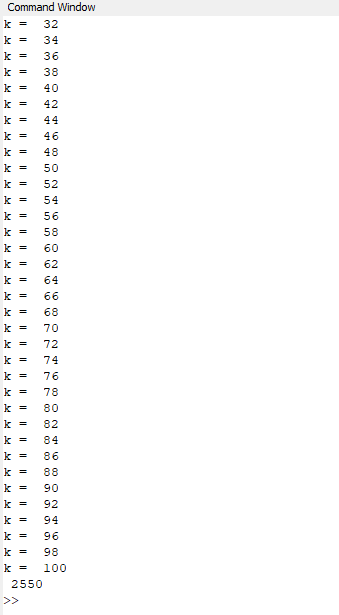 Command Window
k =  32
k =  34
k =  36
k =  38
k =  40
k =  42
k =  44
k =  46
k =  48
k =  50
k =  52
k =  54
k =  56
k =  58
k =  60
k =  62
k =  64
k =  66
k =  68
k =  70
k =  72
k =  74
k =  76
k =  78
k =  80
k =  82
k =  84
k =  86
k =  88
k =  90
k =  92
k =  94
k =  96
k =  98
k =  100
 2550
>>